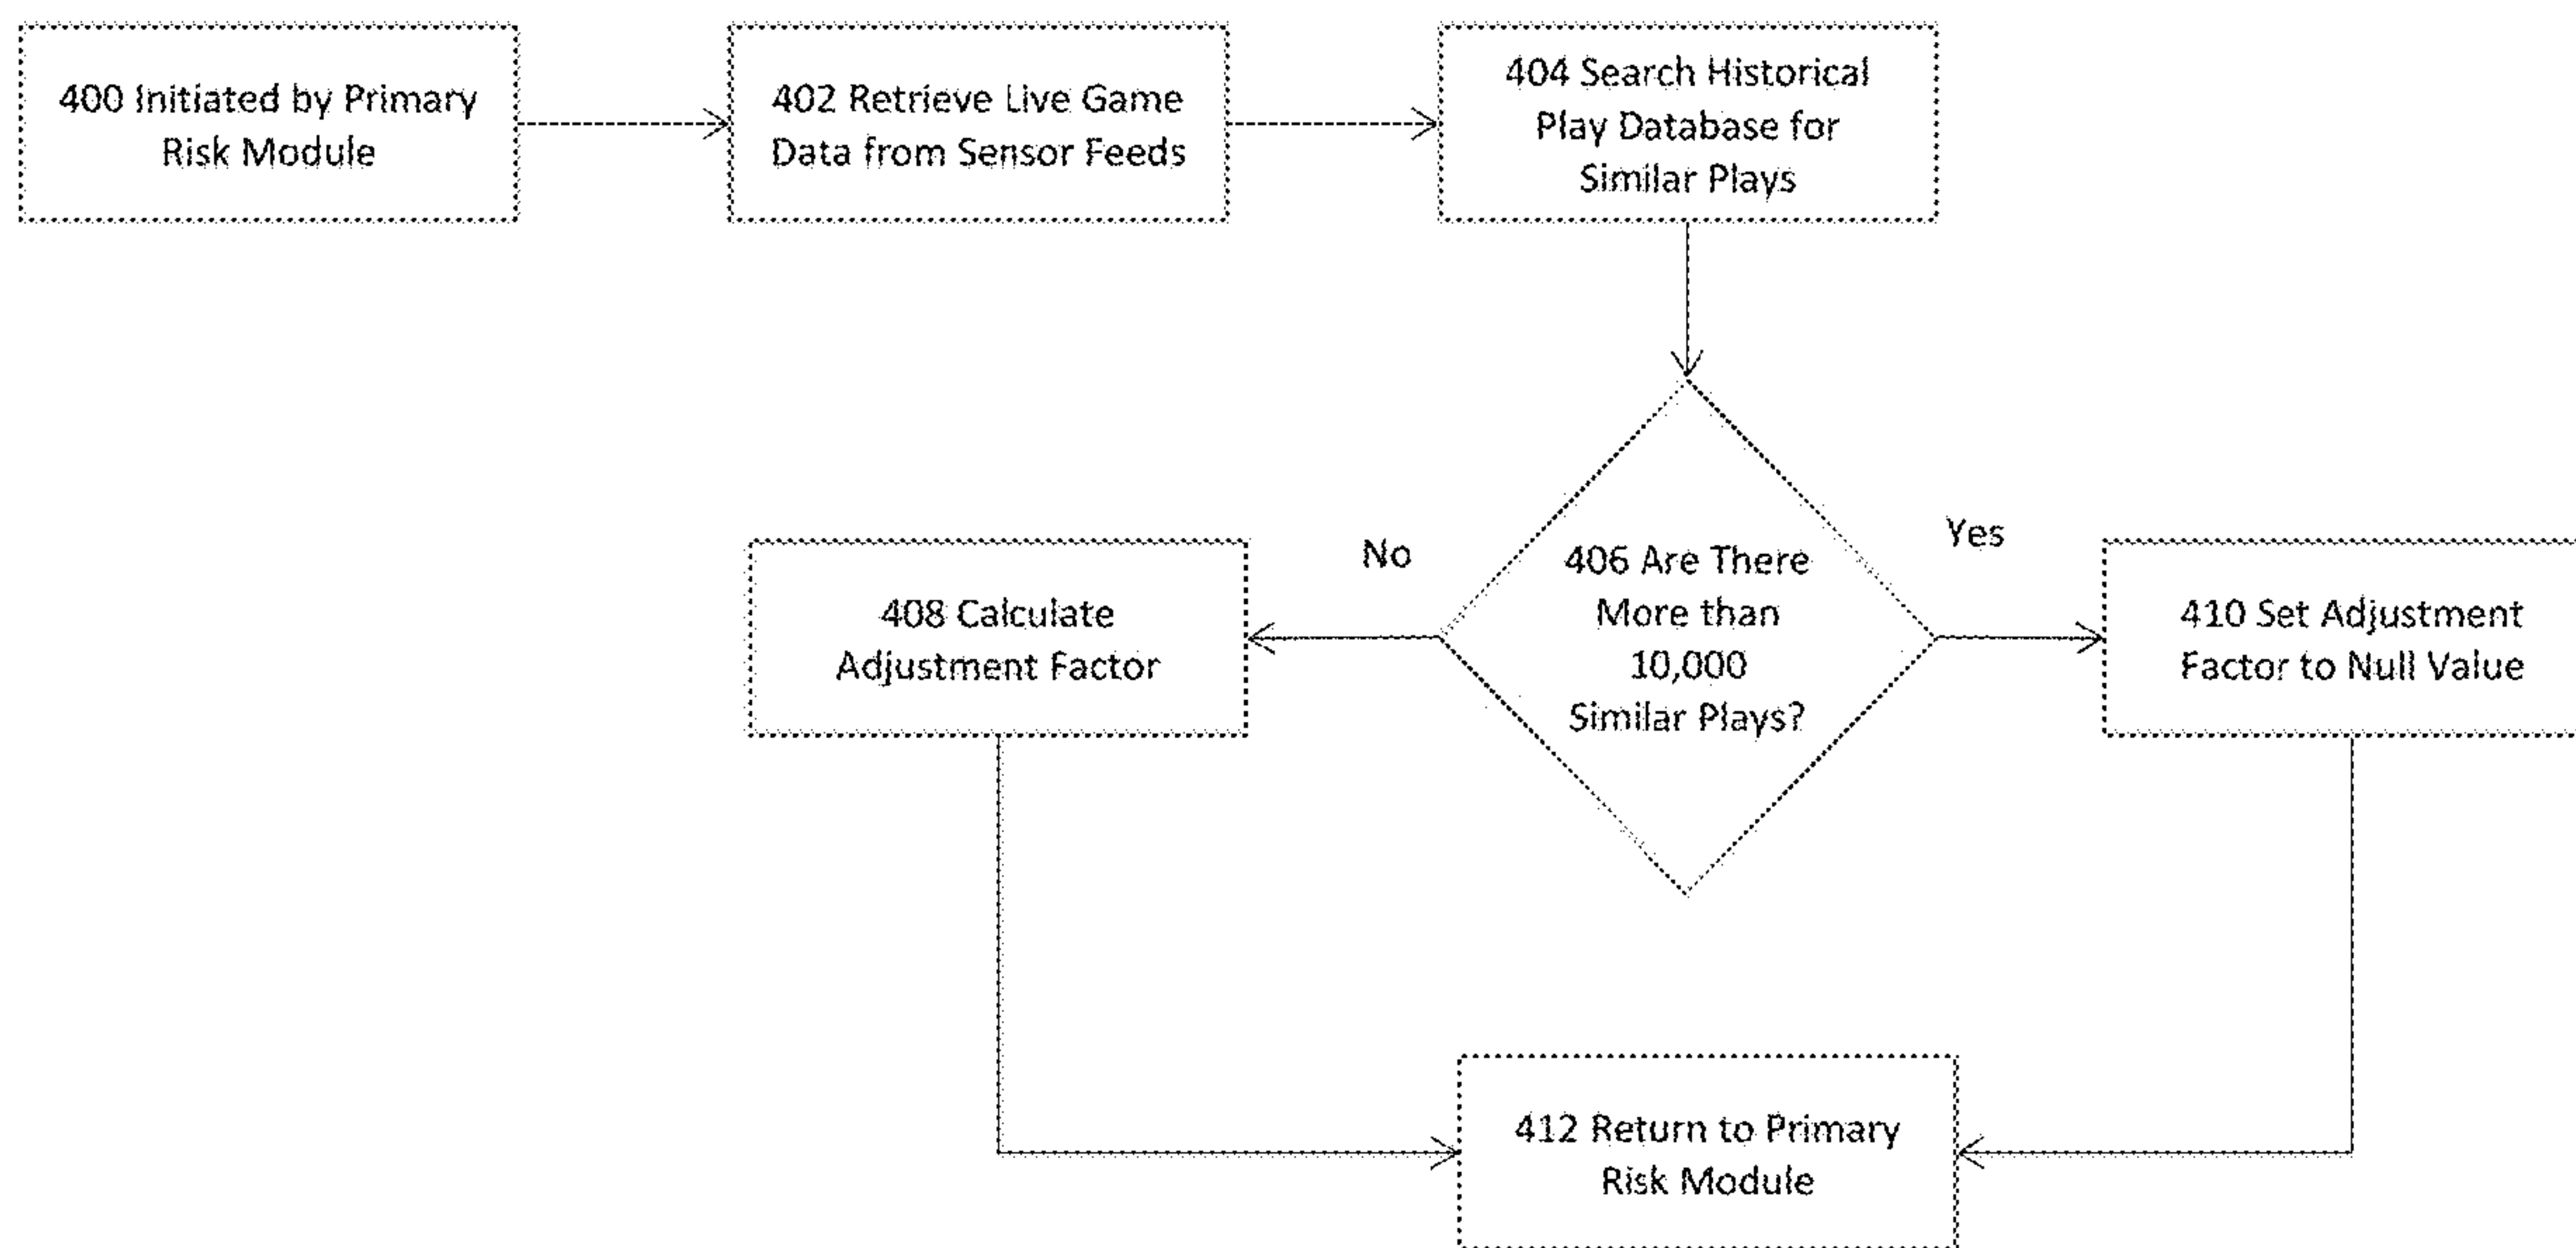 400 Initiated by Primary
Risk Module
402 Retrieve Live Game
Data from Sensor Feeds
404 Search Historical
Play Database for
Similar Plays
No
406 Are There
More than
10,000
Similar Plays?
Yes
408 Calculate
Adjustment Factor
410 Set Adjustment
Factor to Null Value
412 Return to Primary
Risk Module